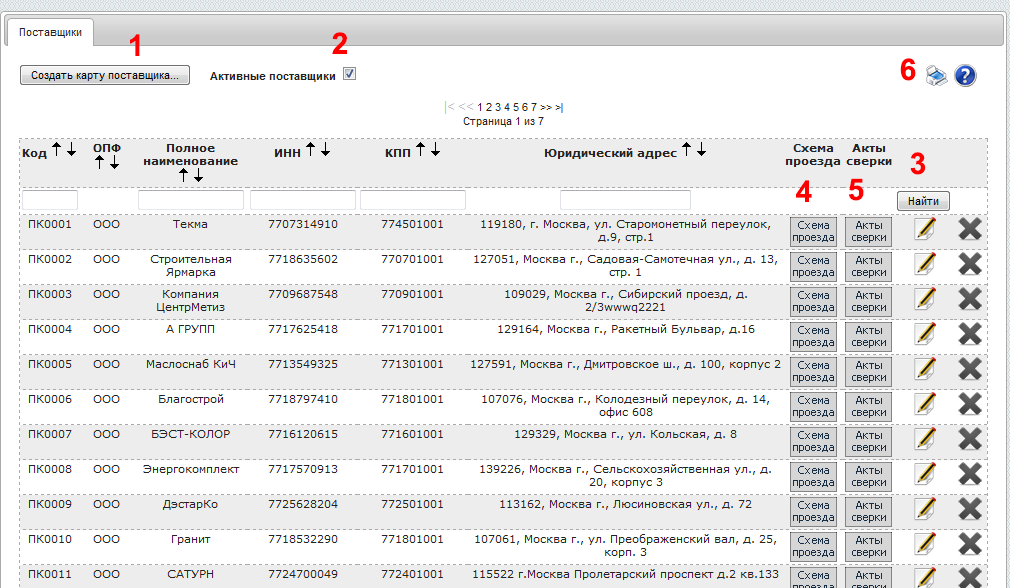 Поставщики
1
2
Создать карту поставщика... Активные поставщики
6
?
|< << 1 2 3 4 5 6 7 >> >|
Страница 1 из 7
Код ↑ ↓ ОПФ ↑ ↓ Полное наименование ↑ ↓ ИНН ↑ ↓ КПП ↑ ↓ Юридический адрес ↑ ↓ Схема проезда Акты сверки
3
4
5
Найти
ПК0001 ООО Текма 7707314910 774501001 119180, г. Москва, ул. Старомонетный переулок, д.9, стр.1 Схема проезда Акты сверки
ПК0002 ООО Строительная Ярмарка 7718635602 770701001 127051, Москва г., Садовая-Самотечная ул., д. 13, стр. 1 Схема проезда Акты сверки
ПК0003 ООО Компания ЦентрМетиз 7709687548 770901001 109029, Москва г., Сибирский проезд, д. 2/3wwwq2221 Схема проезда Акты сверки
ПК0004 ООО А ГРУПП 7717625418 771701001 129164, Москва г., Ракетный Бульвар, д.16 Схема проезда Акты сверки
ПК0005 ООО Маслоснаб КиЧ 7713549325 771301001 127591, Москва г., Дмитровское ш., д. 100, корпус 2 Схема проезда Акты сверки
ПК0006 ООО Благострой 7718797410 771801001 107076, Москва г., Колодезный переулок, д. 14, офис 608 Схема проезда Акты сверки
ПК0007 ООО БЭСТ-КОЛОР 7716120615 771601001 129329, Москва г., ул. Кольская, д. 8 Схема проезда Акты сверки
ПК0008 ООО Энергокомплект 7717570913 771701001 139226, Москва г., Сельскохозяйственная ул., д. 20, корпус 3 Схема проезда Акты сверки
ПК0009 ООО ДэстарКо 7725628204 772501001 113162, Москва г., Люсиновская ул., д. 72 Схема проезда Акты сверки
ПК0010 ООО Гранит 7718532290 771801001 107061, Москва г., ул. Преображенский вал, д. 25, корп. 3 Схема проезда Акты сверки
ПК0011 ООО САТУРН 7724700049 772401001 115522 г.Москва Пролетарский проспект д.2 кв.133 Схема проезда Акты сверки